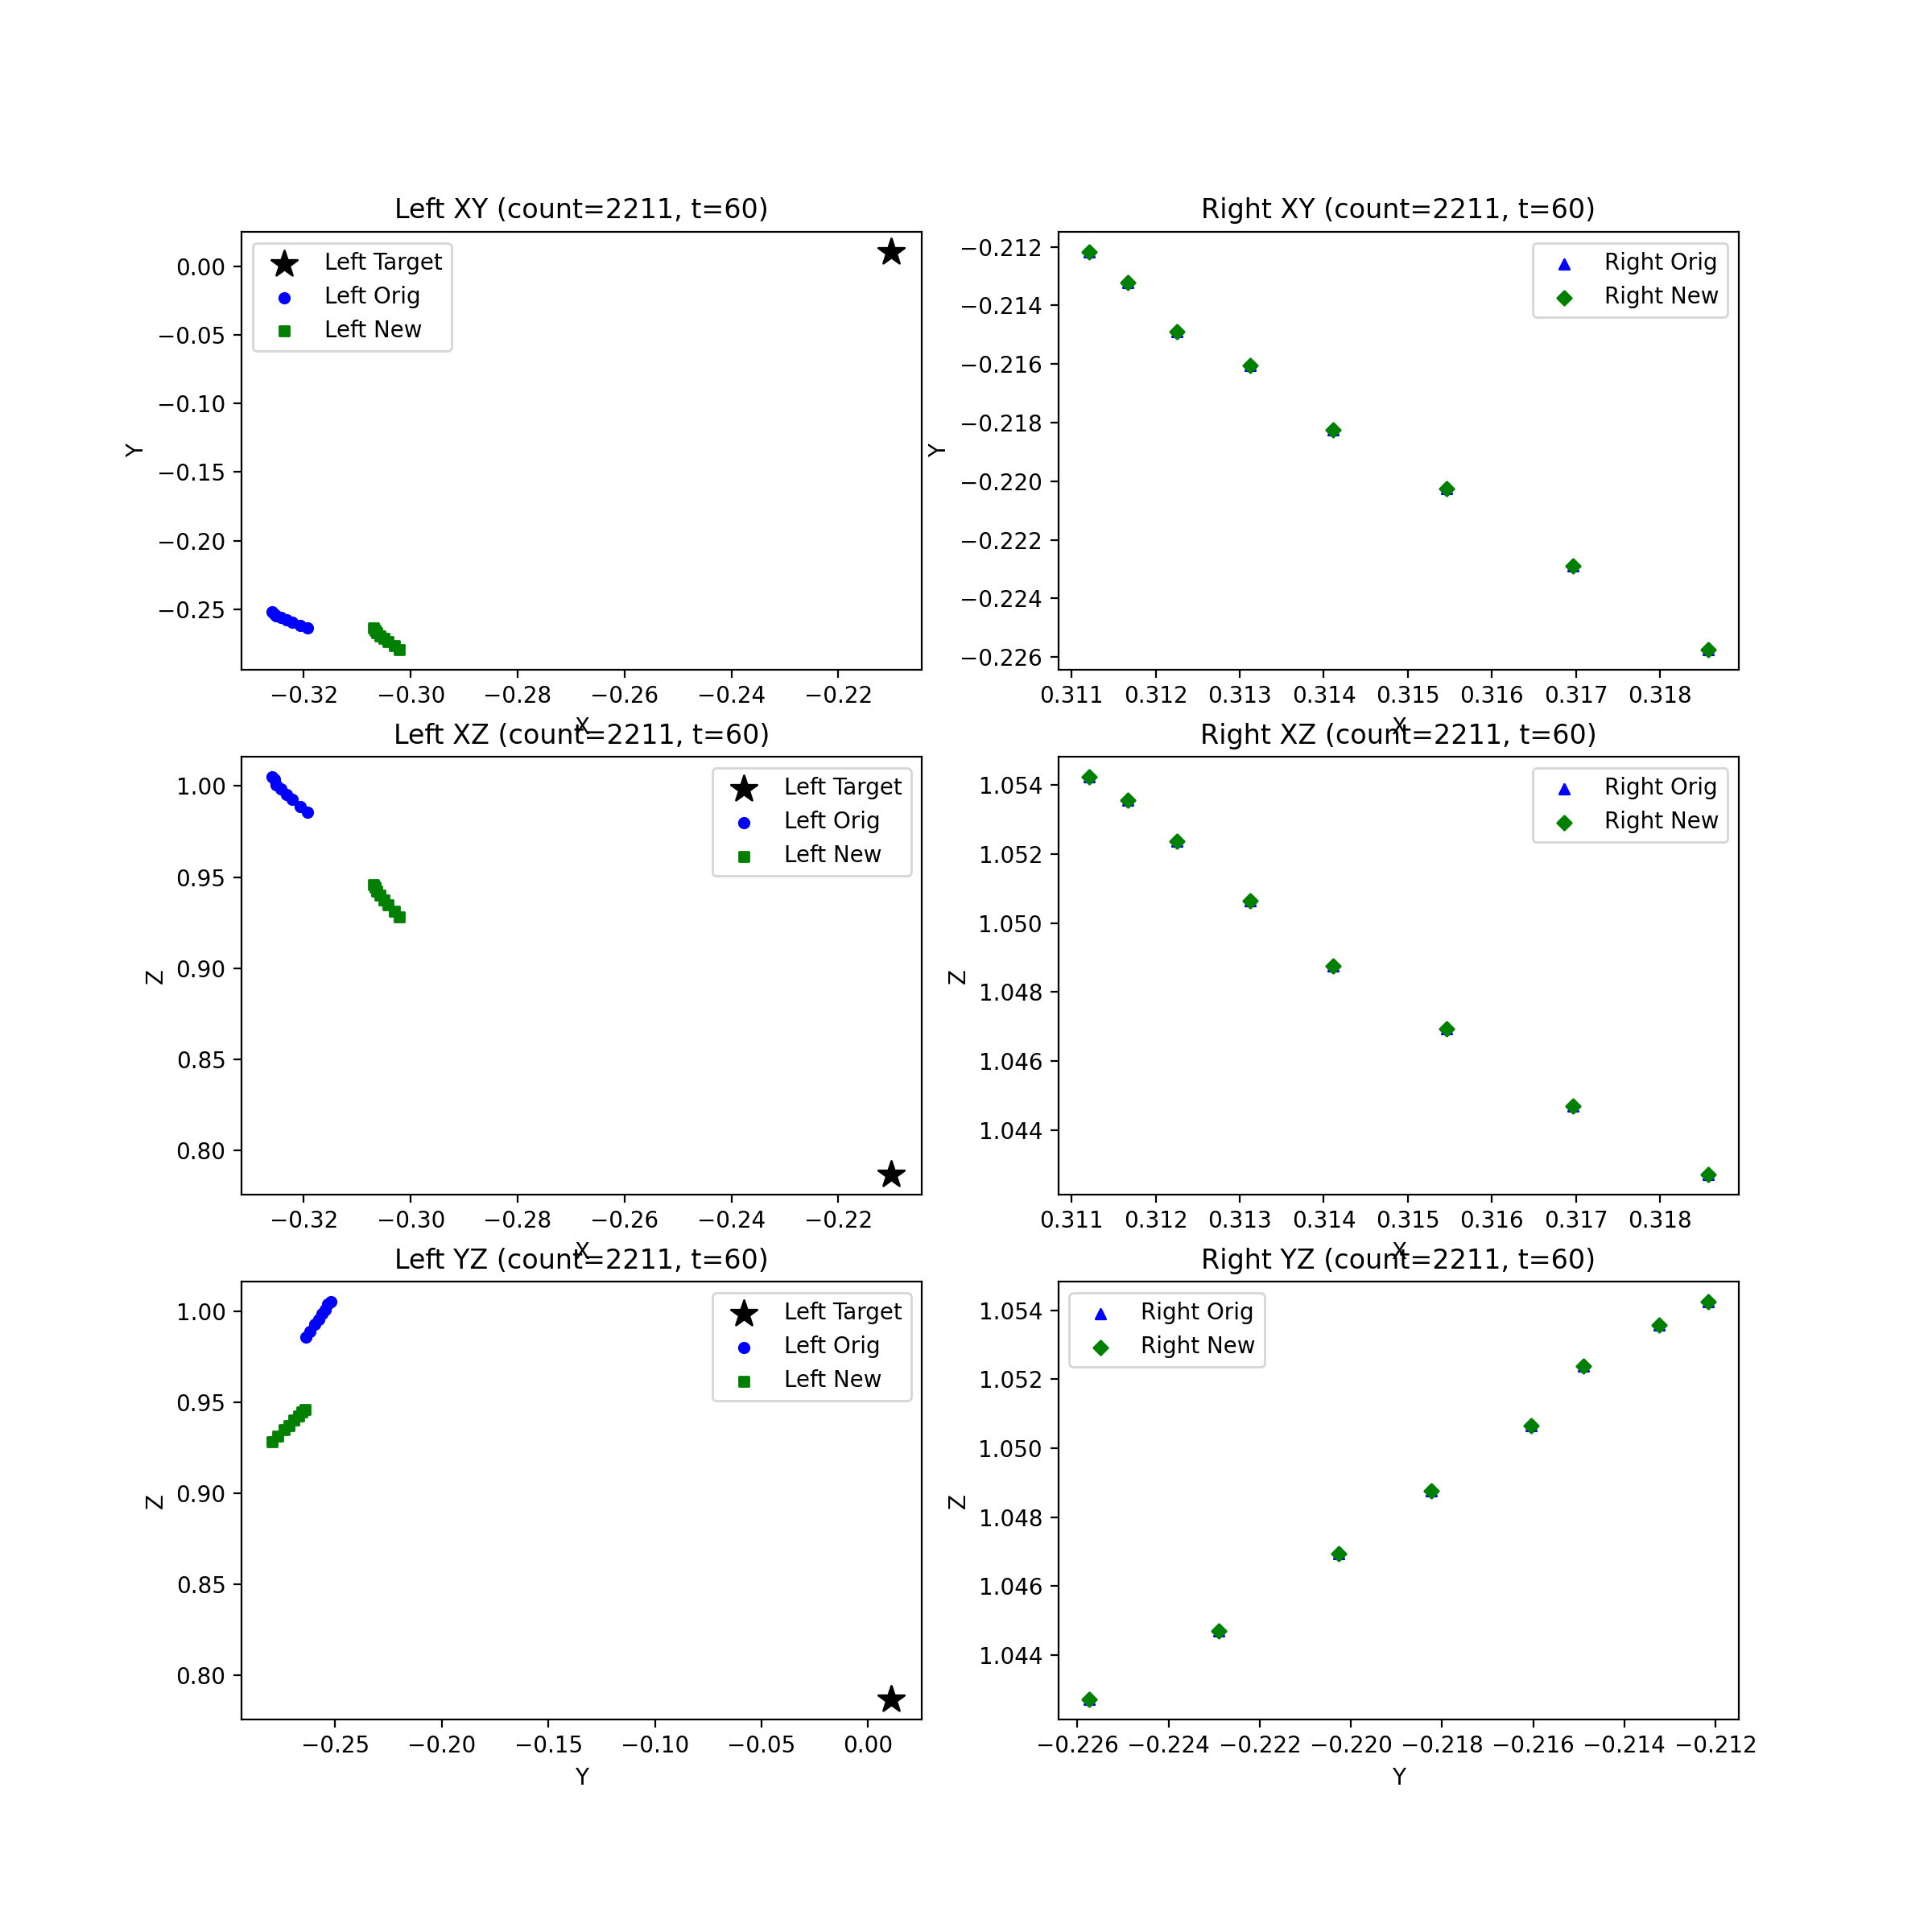 Left XY (count=2211, t=60)
Left Target
Left Orig
Left New
0.00
−0.05
−0.10
−0.15
−0.20
−0.25
Y
−0.32 −0.30 −0.28 −0.26 −0.24 −0.22
X
Right XY (count=2211, t=60)
Right Orig
Right New
−0.212
−0.214
−0.216
−0.218
−0.220
−0.222
−0.224
−0.226
Y
0.311 0.312 0.313 0.314 0.315 0.316 0.317 0.318
X
Left XZ (count=2211, t=60)
Left Target
Left Orig
Left New
1.00
0.95
0.90
0.85
0.80
Z
−0.32 −0.30 −0.28 −0.26 −0.24 −0.22
X
Right XZ (count=2211, t=60)
Right Orig
Right New
1.054
1.052
1.050
1.048
1.046
1.044
Z
0.311 0.312 0.313 0.314 0.315 0.316 0.317 0.318
X
Left YZ (count=2211, t=60)
Left Target
Left Orig
Left New
1.00
0.95
0.90
0.85
0.80
Z
−0.25 −0.20 −0.15 −0.10 −0.05 0.00
Y
Right YZ (count=2211, t=60)
Right Orig
Right New
1.054
1.052
1.050
1.048
1.046
1.044
Z
−0.226 −0.224 −0.222 −0.220 −0.218 −0.216 −0.214 −0.212
Y